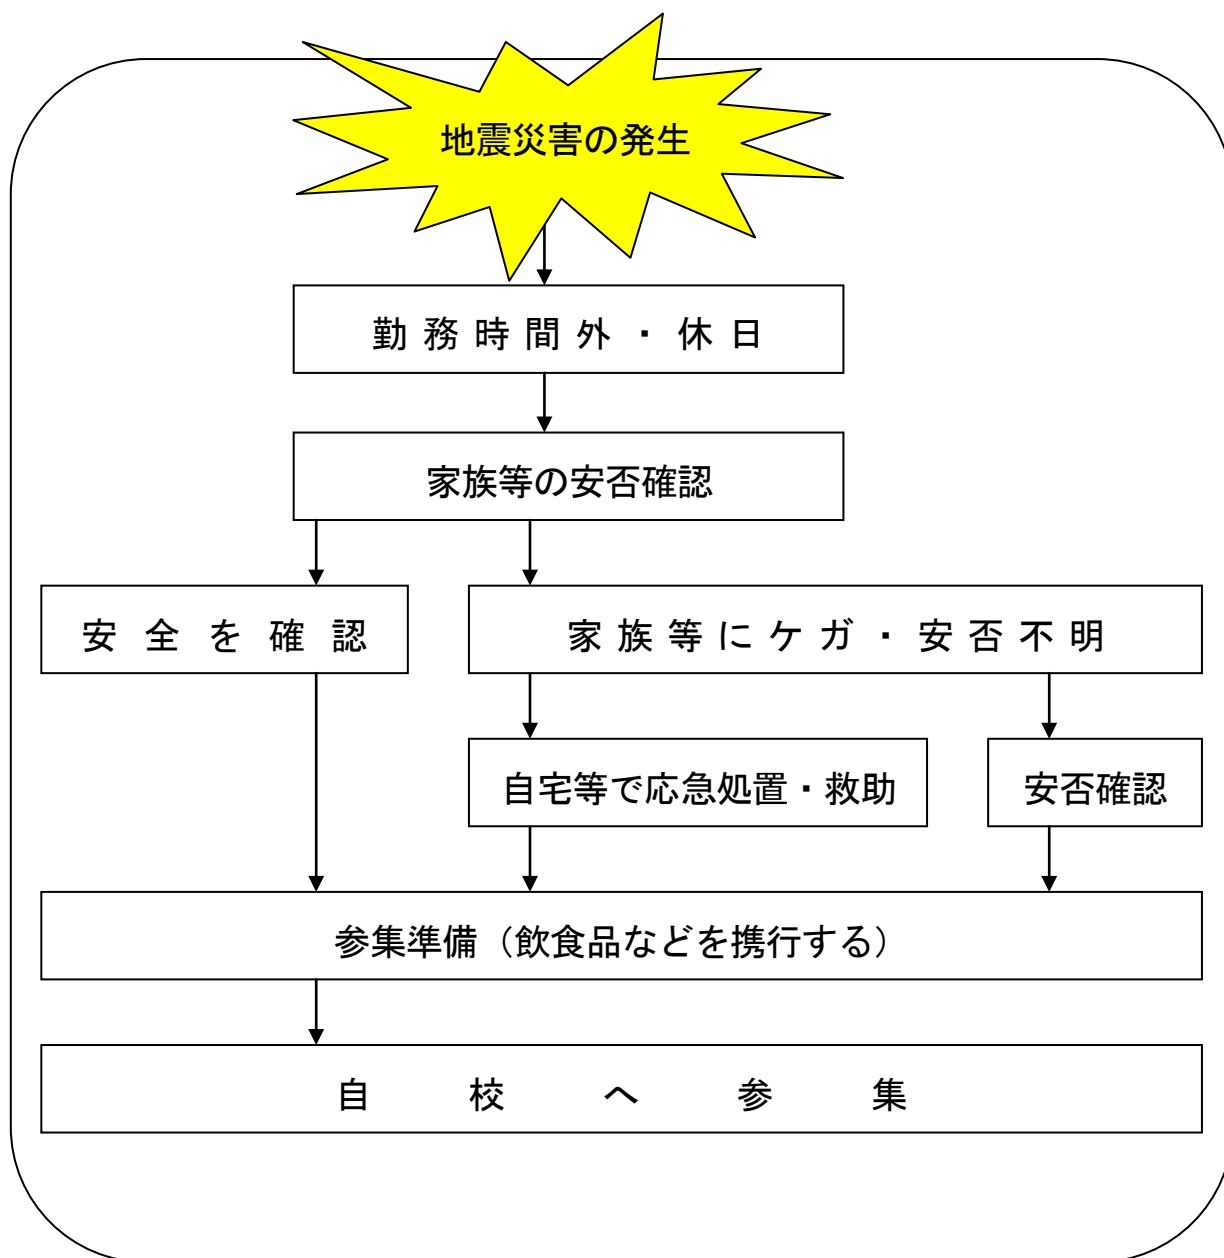 地震災害の発生
勤務時間外・休日
家族等の安否確認
安全を確認
家族等にケガ・安否不明
自宅等で応急処置・救助
安否確認
参集準備（飲食品などを携行する）
自校へ参集